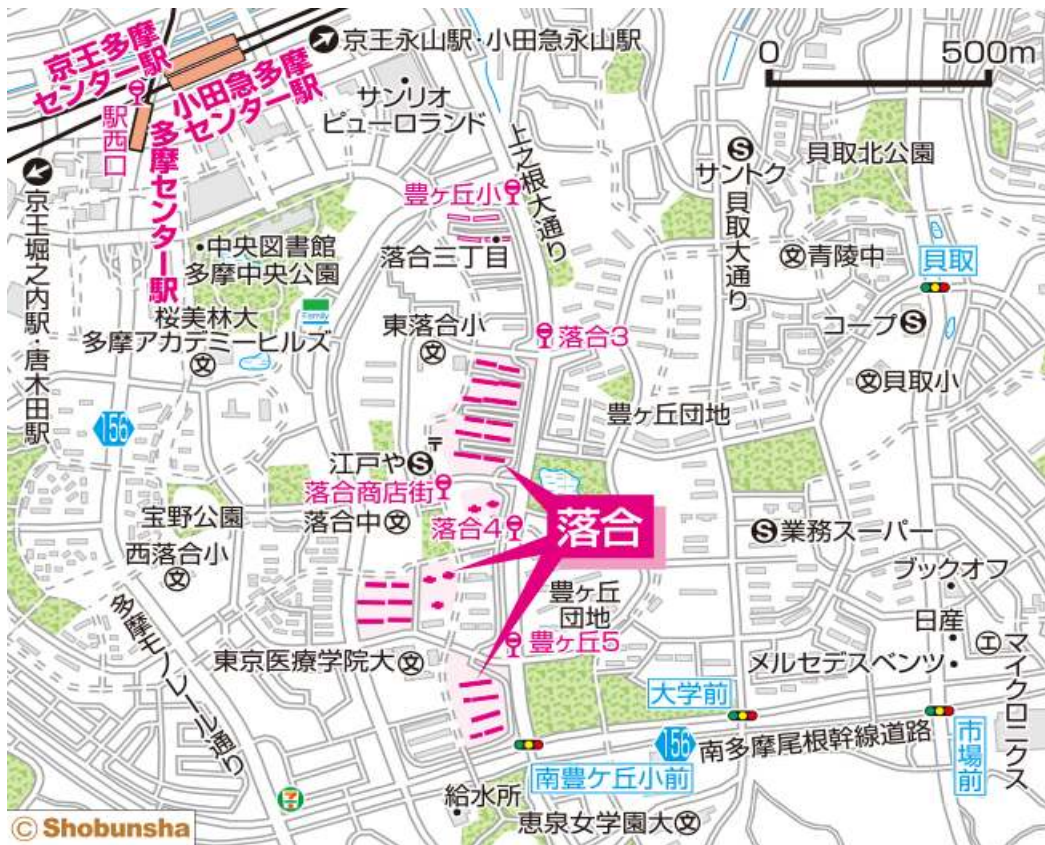 京王多摩
センター駅
小田急多摩
センター駅
多摩センター駅
駅西口
京王永山駅・小田急永山駅
0 500m
サンリオ
ピューロランド
上之根大通り
サントク
貝取北公園
貝取大通り
豊ヶ丘小
落合三丁目
青陵中
貝取
京王堀之内駅・唐木田駅
中央図書館
多摩中央公園
Family
桜美林大
多摩アカデミーヒルズ
東落合小
落合3
コープ
貝取小
156
豊ヶ丘団地
江戸や
落合商店街
落合中
落合4
落合
宝野公園
西落合小
業務スーパー
ブックオフ
豊ヶ丘
団地
豊ヶ丘5
日産
メルセデスベンツ
マイクロニクス
東京医療学院大
多摩モノレール通り
大学前
156
南多摩尾根幹線道路
市場前
南豊ケ丘小前
給水所
恵泉女学園大
© Shobunsha